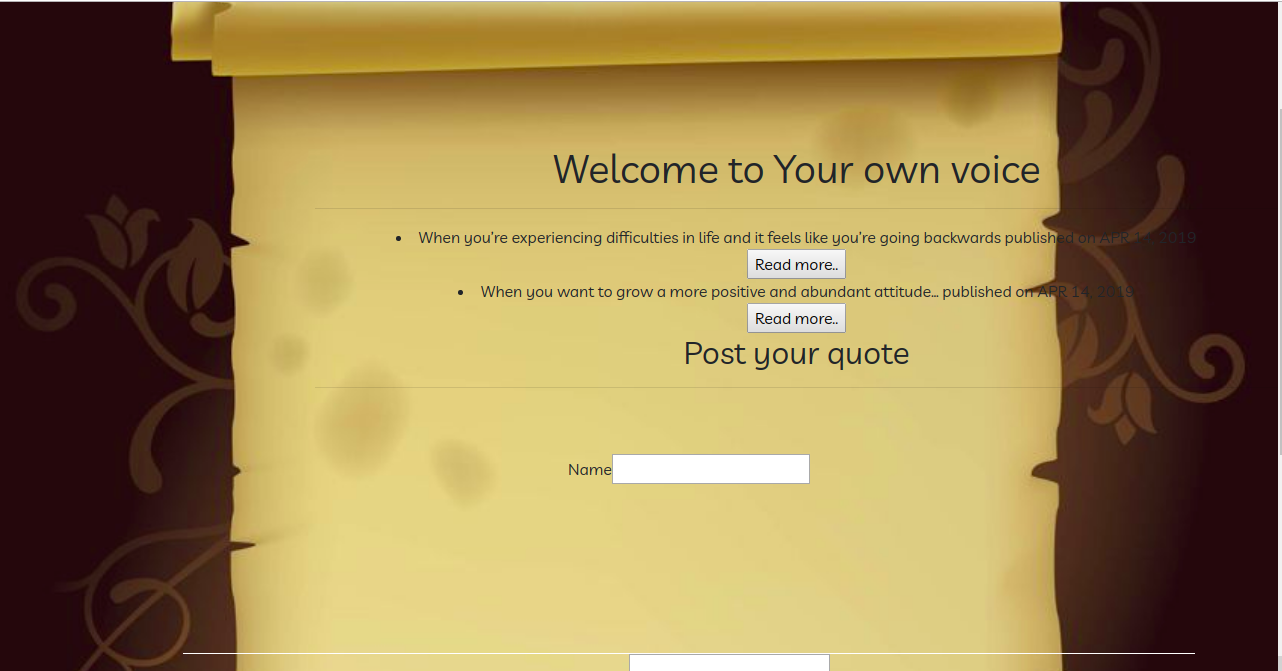 Welcome to Your own voice
• When you're experiencing difficulties in life and it feels like you're going backwards published on APR 2019
Read more..
• When you want to grow a more positive and abundant attitude... published on APR 14, 2019
Read more..
Post your quote
Name